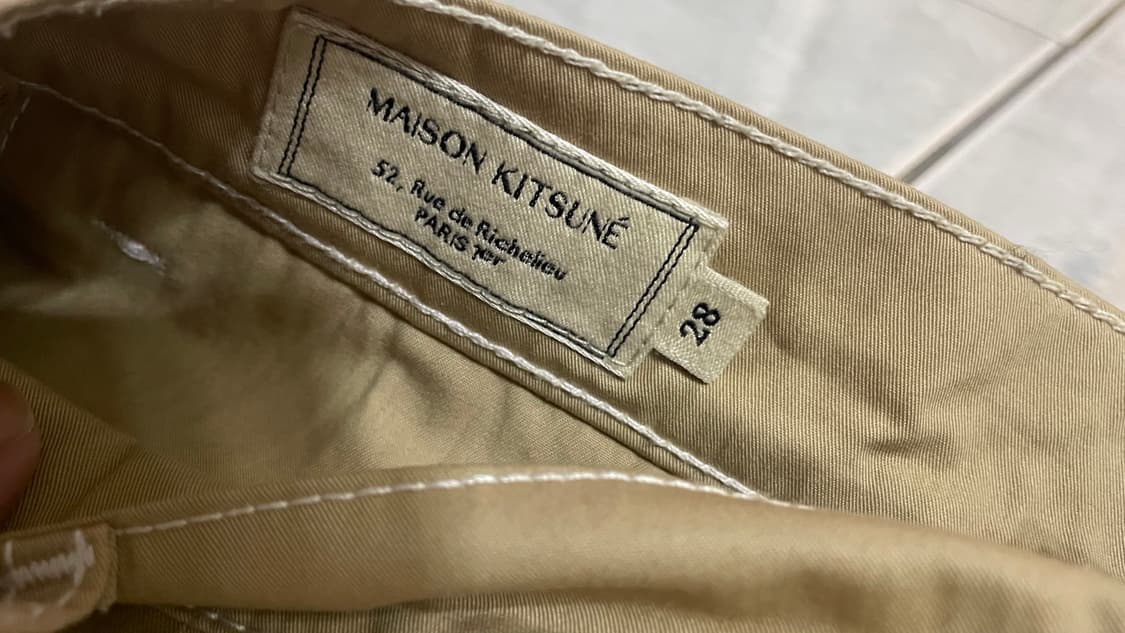 MAISON KITSUNÉ
52, Rue de Richelieu
PARIS 1er
28